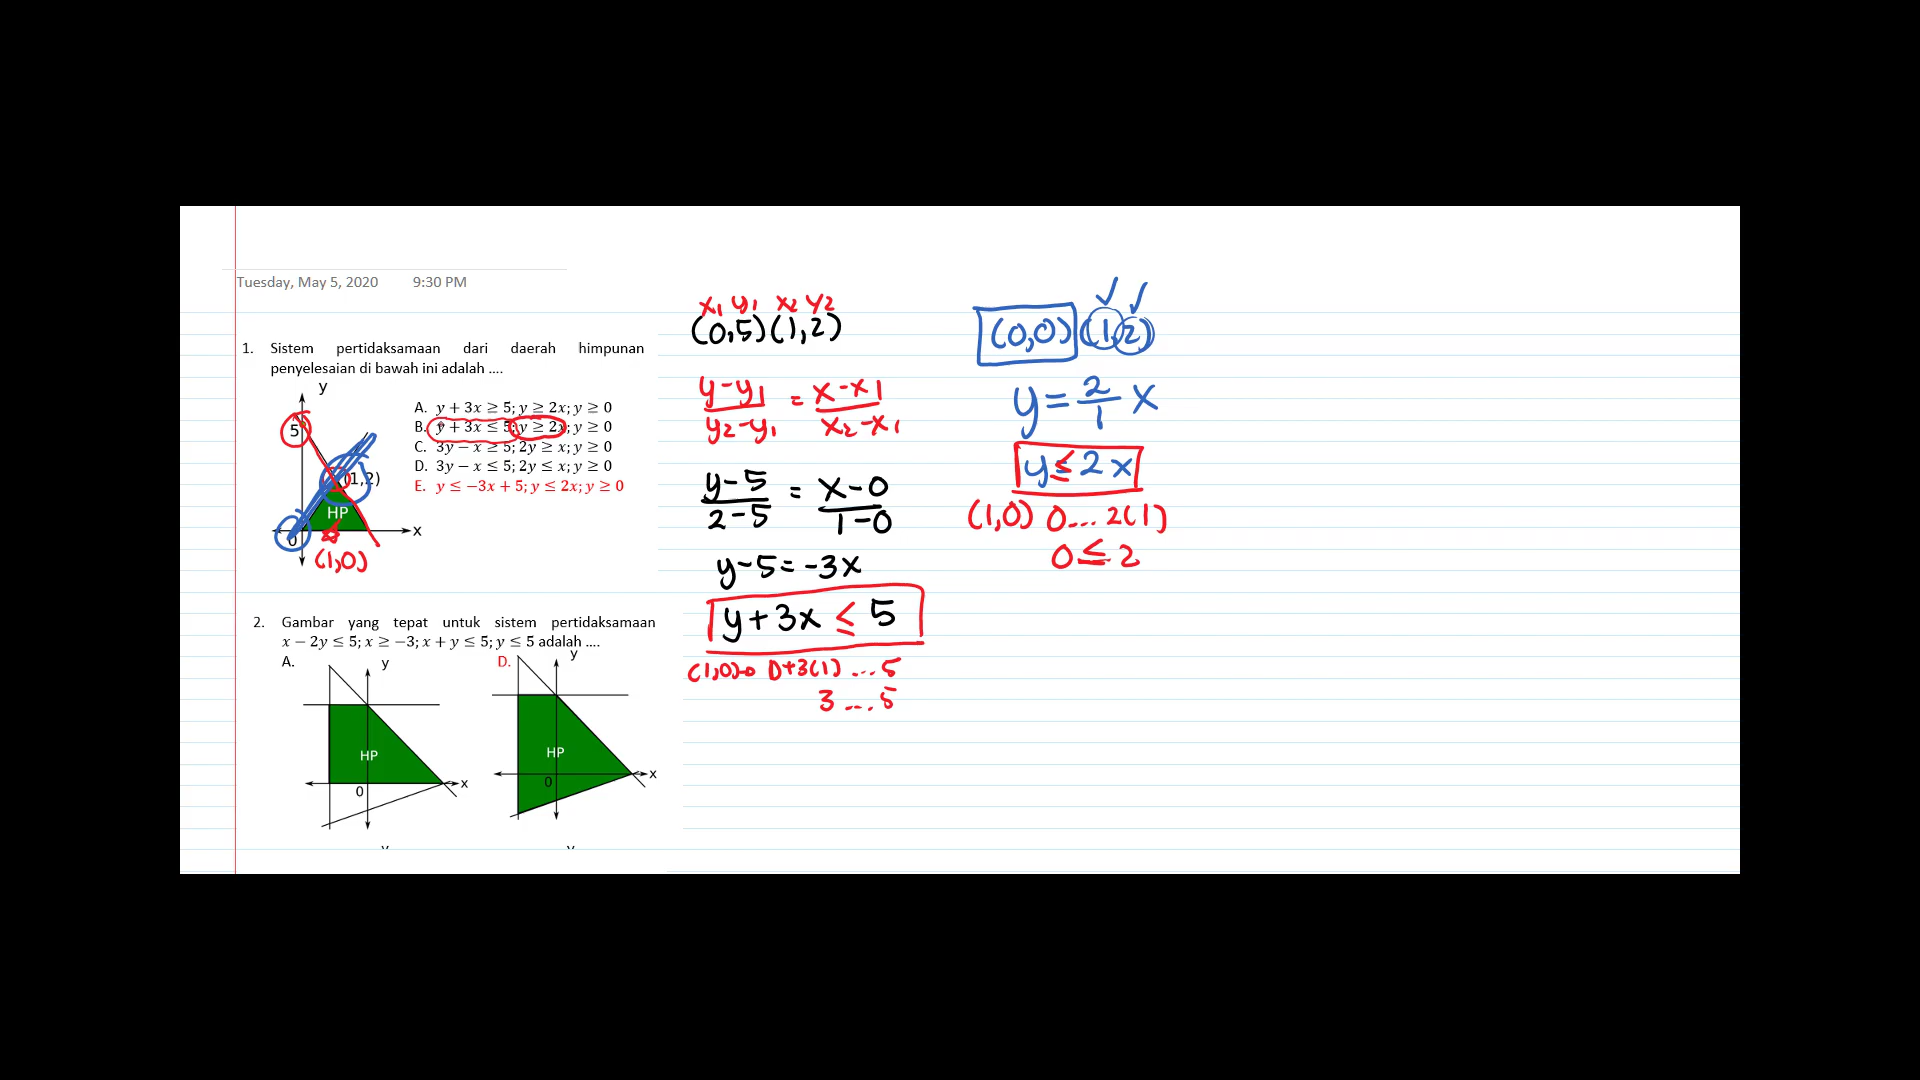 Tuesday, May 5, 2020 9:30 PM
1. Sistem pertidaksamaan dari daerah himpunan
penyelesaian di bawah ini adalah ....
y
5
(1,2)
HP
0
x
(1,0)
A. y + 3x ≥ 5; y ≥ 2x; y ≥ 0
B. y + 3x ≤ 5; y ≥ 2x; y ≥ 0
C. 3y − x ≥ 5; 2y ≥ x; y ≥ 0
D. 3y − x ≤ 5; 2y ≤ x; y ≥ 0
E. y ≤ −3x + 5; y ≤ 2x; y ≥ 0
2. Gambar yang tepat untuk sistem pertidaksamaan
x − 2y ≤ 5; x ≥ −3; x + y ≤ 5; y ≤ 5 adalah ....
A.
y
HP
0
x
D.
y
HP
0
x
y
y
x1 y1 x2 y2
(0,5)(1,2)
y-y1/y2-y1 = x-x1/x2-x1
y-5/2-5 = x-0/1-0
y-5=-3x
y+3x ≤ 5
(1,0)→ 0+3(1) ... 5
3 ... 5
(0,0)(1,2)
y=2/1 x
y≤2x
(1,0) 0...2(1)
0≤2